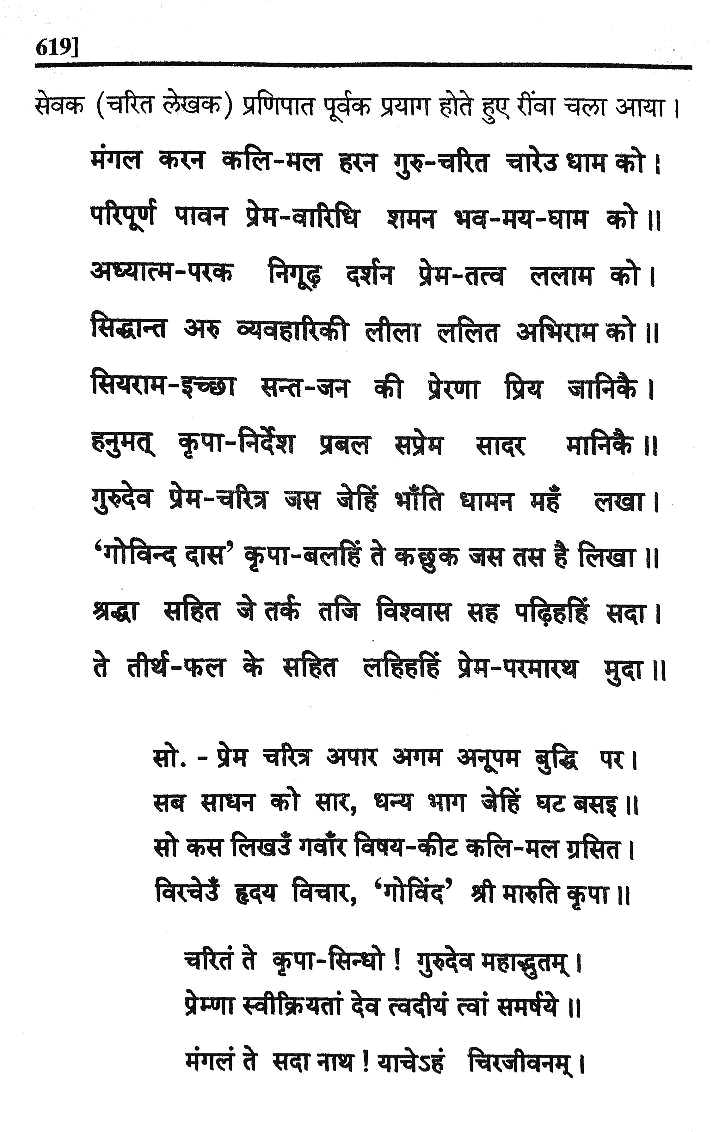 619]
सेवक (चरित लेखक) प्रणिपात पूर्वक प्रयाग होते हुए रींवा चला आया।
मंगल करन कलि-मल हरन गुरु-चरित चारेउ धाम को।
परिपूर्ण पावन प्रेम-वारिधि शमन भव-मय-घाम को॥
अध्यात्म-परक निगूढ़ दर्शन प्रेम-तत्व ललाम को।
सिद्धान्त अरु व्यवहारिकी लीला ललित अभिराम को॥
सियराम-इच्छा सन्त-जन की प्रेरणा प्रिय जानिकै।
हनुमत् कृपा-निर्देश प्रबल सप्रेम सादर मानिकै॥
गुरुदेव प्रेम-चरित्र जस जेहिं भाँति धामन महँ लखा।
‘गोविन्द दास’ कृपा-बलहिं ते कछुक जस तस है लिखा॥
श्रद्धा सहित जे तर्क तजि विश्वास सह पढ़िहहिं सदा।
ते तीर्थ-फल के सहित लहिहहिं प्रेम-परमारथ मुदा॥
सो. - प्रेम चरित्र अपार अगम अनूपम बुद्धि पर।
सब साधन को सार, धन्य भाग जेहिं घट बसइ॥
सो कस लिखउँ गवाँर विषय-कीट कलि-मल ग्रसित।
विरचेउँ हृदय विचार, ‘गोविंद’ श्री मारुति कृपा॥
चरितं ते कृपा-सिन्धो ! गुरुदेव महाद्भुतम्।
प्रेम्णा स्वीक्रियतां देव त्वदीयं त्वां समर्षये॥
मंगलं ते सदा नाथ ! याचेऽहं चिरजीवनम्।